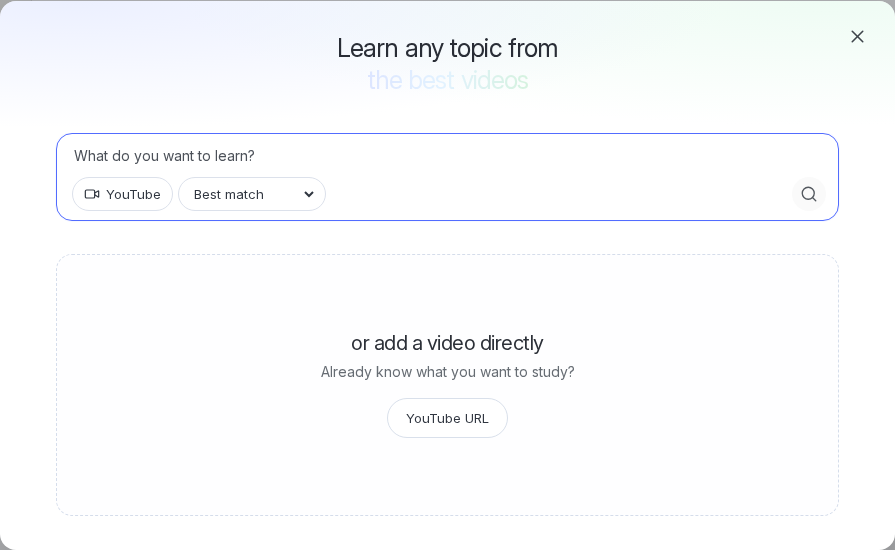 Learn any topic from
the best videos
What do you want to learn?
YouTube
Best match
or add a video directly
Already know what you want to study?
YouTube URL